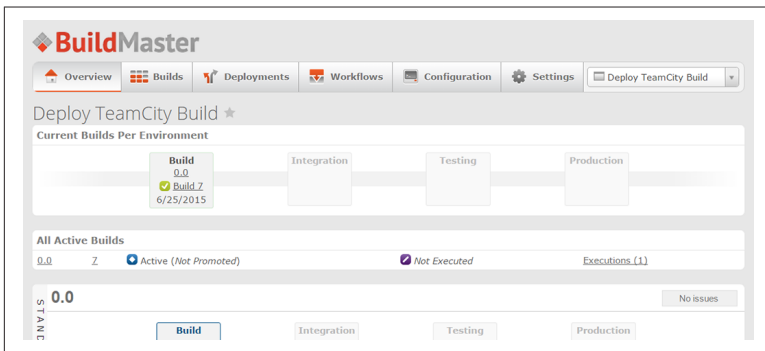 BuildMaster
Overview Builds Deployments Workflows Configuration Settings Deploy TeamCity Build
Deploy TeamCity Build
Current Builds Per Environment
Build Integration Testing Production
0.0
Build 7
6/25/2015
All Active Builds
0.0 7 Active (Not Promoted) Not Executed Executions (1)
0.0 No issues
STAND
Build Integration Testing Production